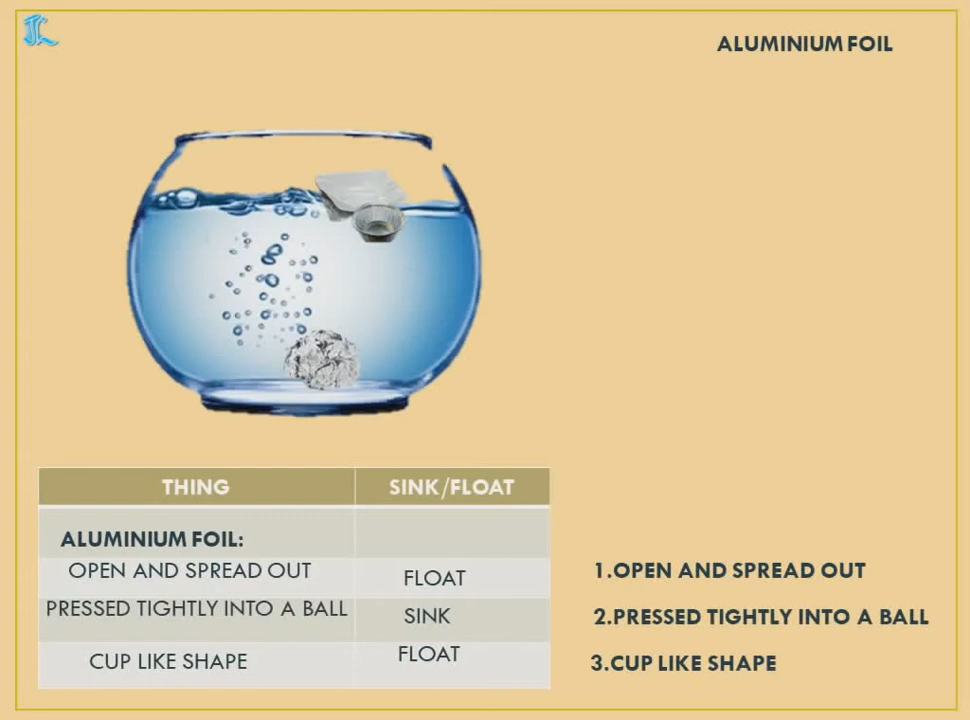 ALUMINIUM FOIL
THING SINK/FLOAT
ALUMINIUM FOIL:
OPEN AND SPREAD OUT FLOAT
PRESSED TIGHTLY INTO A BALL SINK
CUP LIKE SHAPE FLOAT
1.OPEN AND SPREAD OUT
2.PRESSED TIGHTLY INTO A BALL
3.CUP LIKE SHAPE